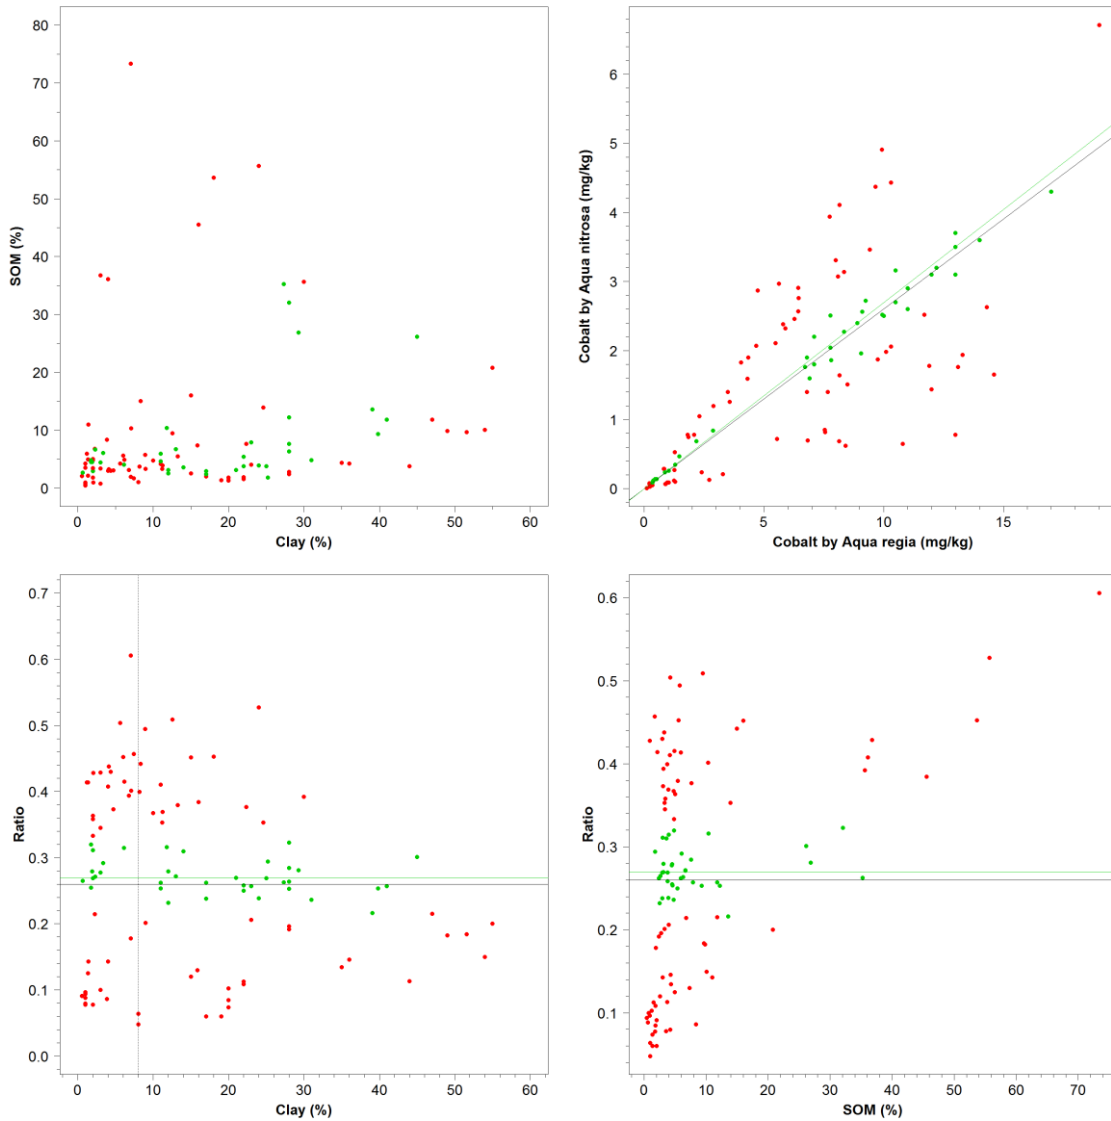 80
70
60
50
40
30
20
10
0
SOM (%)
0 10 20 30 40 50 60
Clay (%)
6
5
4
3
2
1
0
Cobalt by Aqua nitrosa (mg/kg)
0 5 10 15
Cobalt by Aqua regia (mg/kg)
0.7
0.6
0.5
0.4
0.3
0.2
0.1
0.0
Ratio
0 10 20 30 40 50 60
Clay (%)
0.6
0.5
0.4
0.3
0.2
0.1
Ratio
0 10 20 30 40 50 60 70
SOM (%)